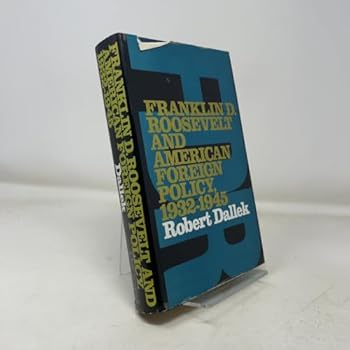 FRANKLIN D.
ROOSEVELT
AND
AMERICAN
FOREIGN
POLICY,
1932-1945
Robert Dallek
FRANKLIN D. ROOSEVELT AND
AMERICAN FOREIGN POLICY
Dallek